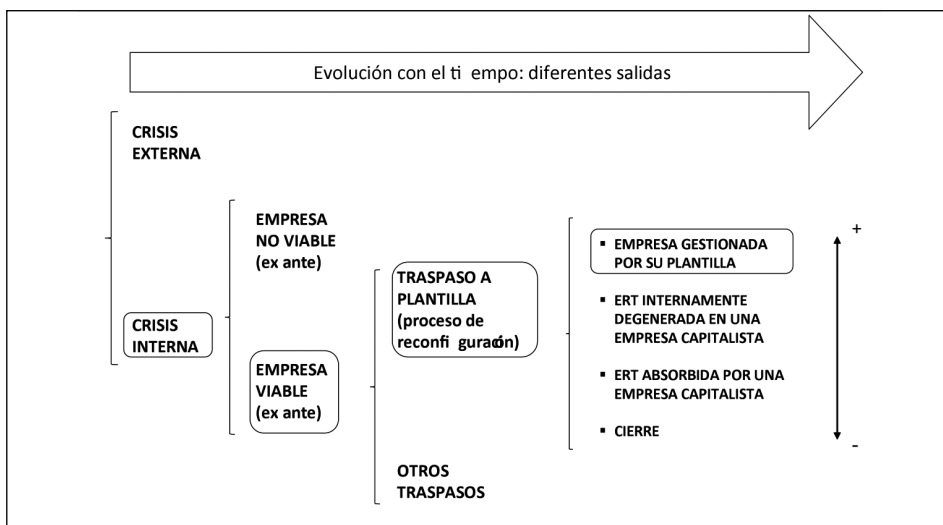 Evolución con el ti empo: diferentes salidas
CRISIS
EXTERNA
CRISIS
INTERNA
EMPRESA
NO VIABLE
(ex ante)
EMPRESA
VIABLE
(ex ante)
TRASPASO A
PLANTILLA
(proceso de
reconfi guración)
OTROS
TRASPASOS
▪ EMPRESA GESTIONADA
POR SU PLANTILLA
▪ ERT INTERNAMENTE
DEGENERADA EN UNA
EMPRESA CAPITALISTA
▪ ERT ABSORBIDA POR UNA
EMPRESA CAPITALISTA
▪ CIERRE
+
-